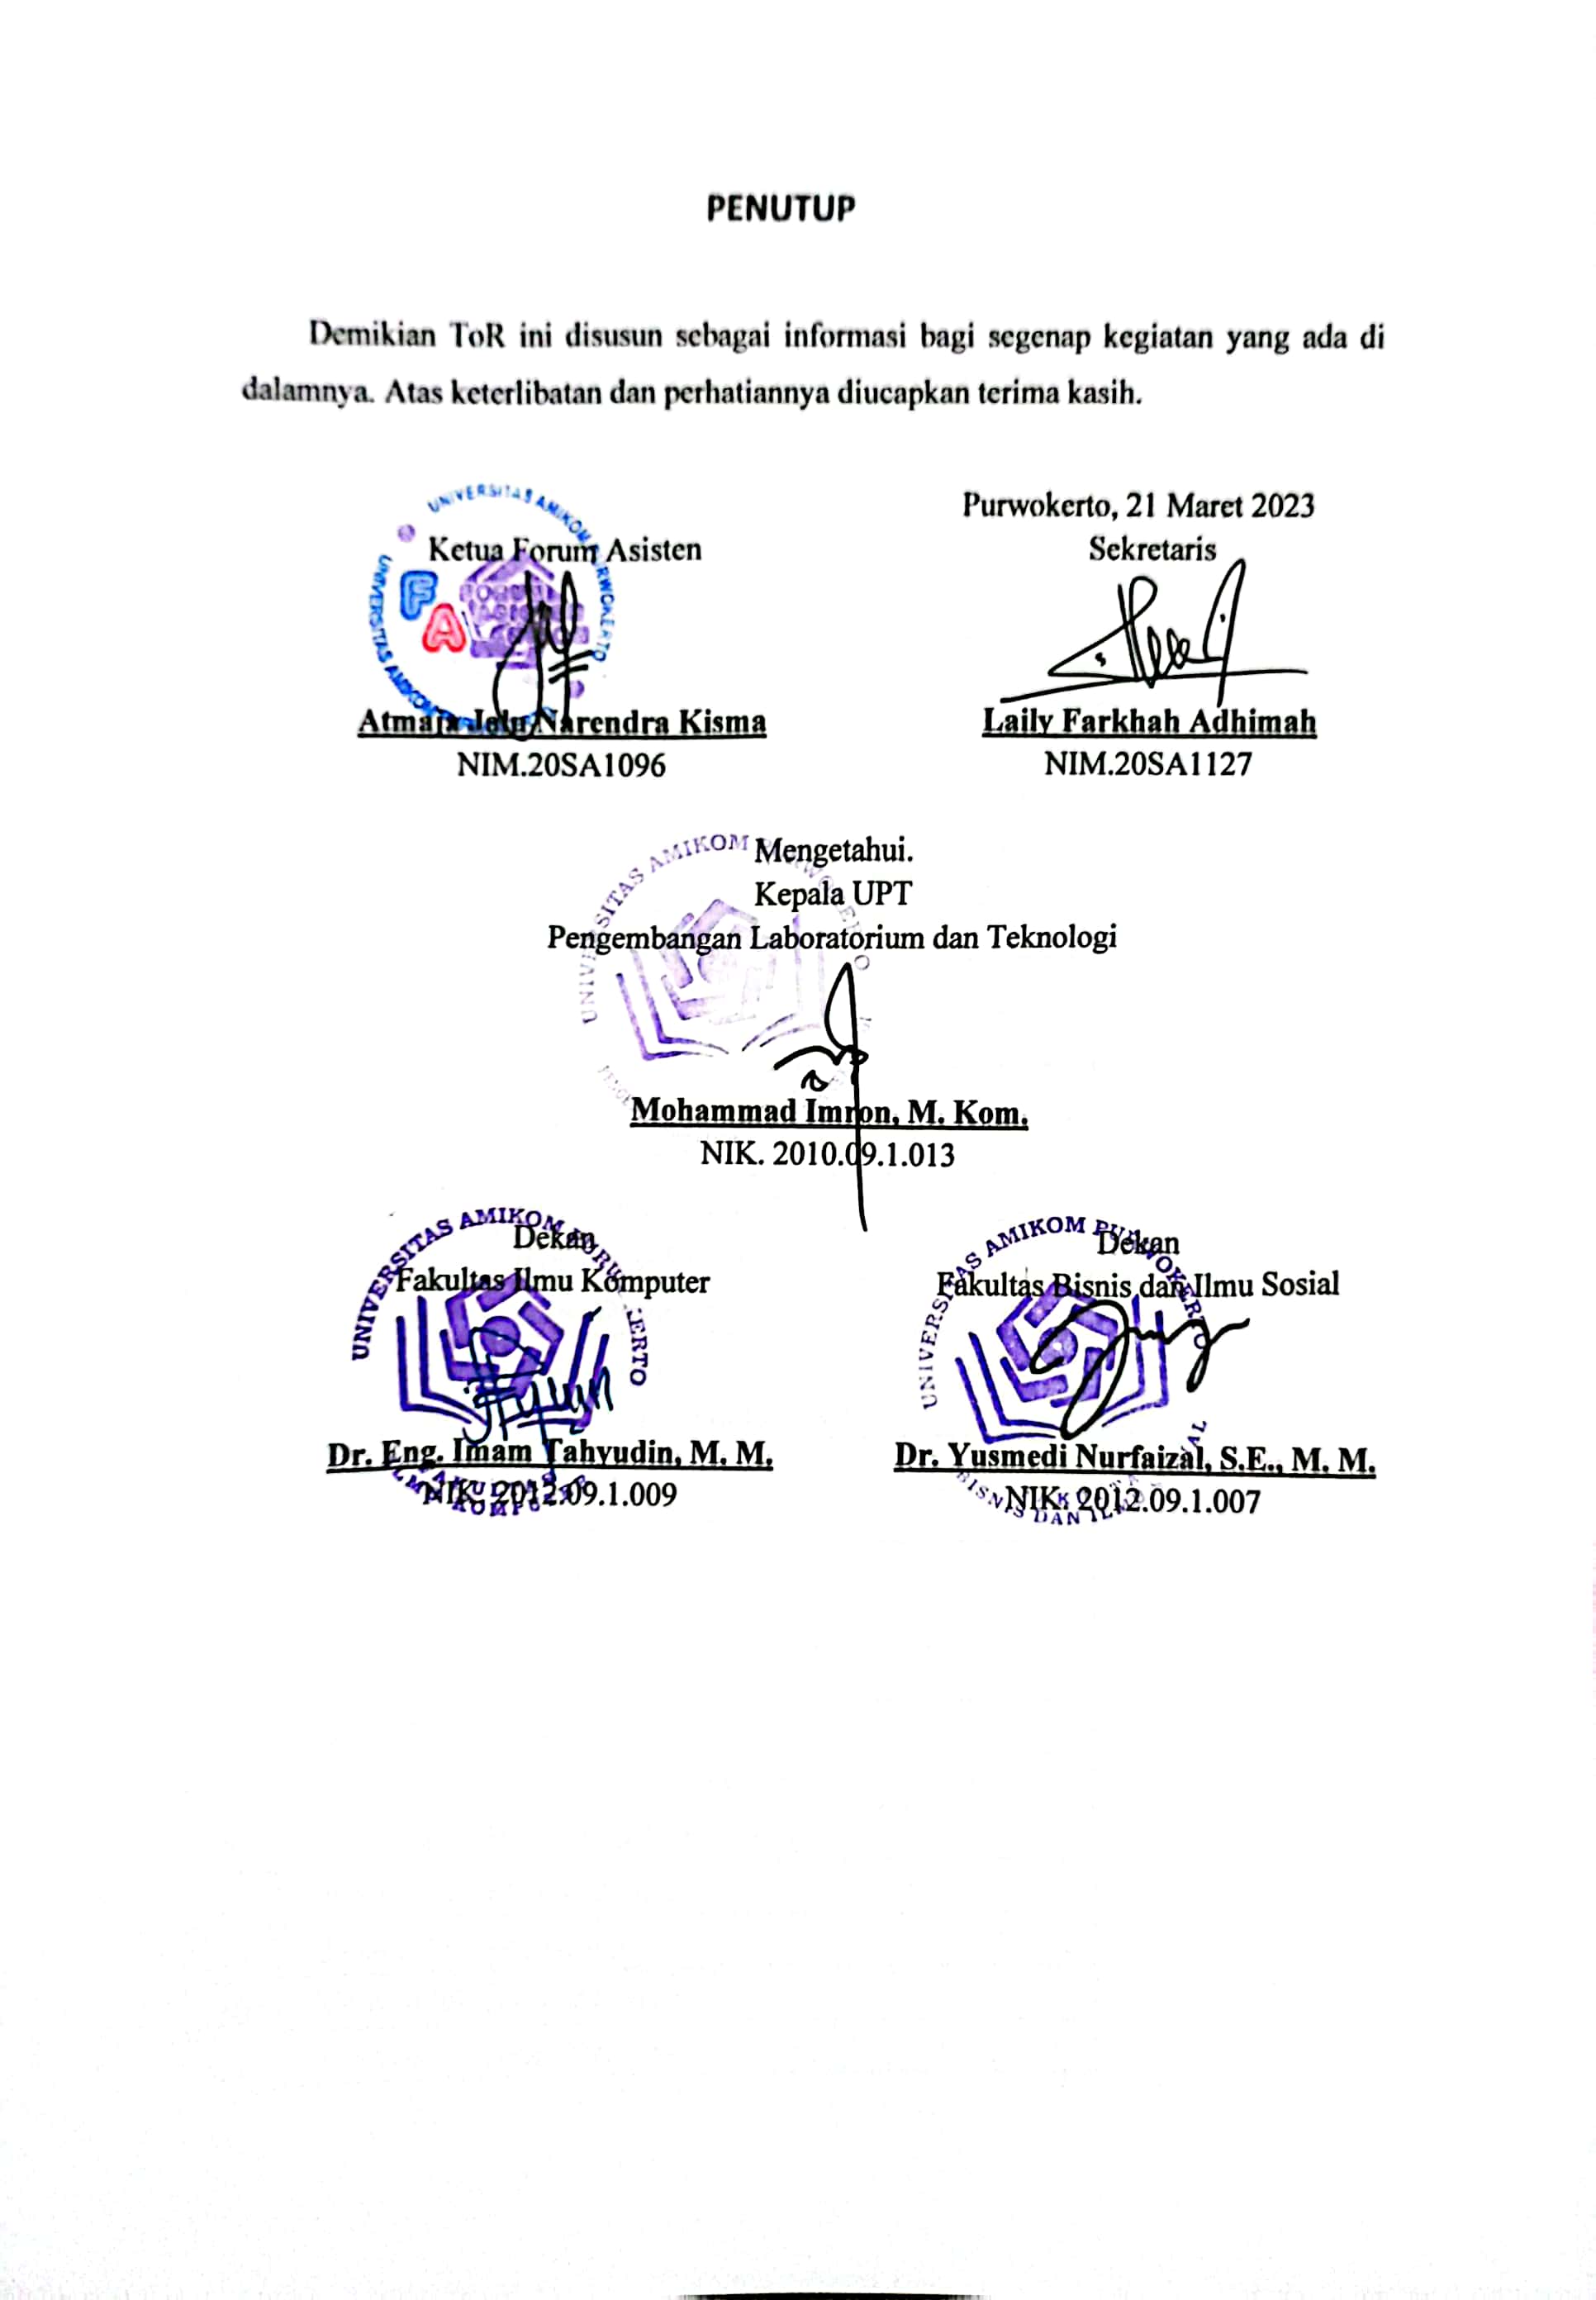 PENUTUP
Demikian ToR ini disusun sebagai informasi bagi segenap kegiatan yang ada di
dalamnya. Atas keterlibatan dan perhatiannya diucapkan terima kasih.
Purwokerto, 21 Maret 2023
Ketua Forum Asisten
UNIVERSITAS AMIKOM
FA
Atmaja Narendra Kisma
NIM.20SA1096
Sekretaris
Laily Farkhah Adhimah
NIM.20SA1127
UNIVERSITAS AMIKOM
Mengetahui.
Kepala UPT
Pengembangan Laboratorium dan Teknologi
Mohammad Imron, M. Kom.
NIK. 2010.09.1.013
UNIVERSITAS AMIKOM
Dekan
Fakultas Ilmu Komputer
Dr. Eng. Imam Tahyudin, M. M.
NIK. 2012.09.1.009
UNIVERSITAS AMIKOM PURWOKERTO
Dekan
Fakultas Bisnis dan Ilmu Sosial
Dr. Yusmedi Nurfaizal, S.E., M. M.
NIK. 2012.09.1.007
BISNIS DAN